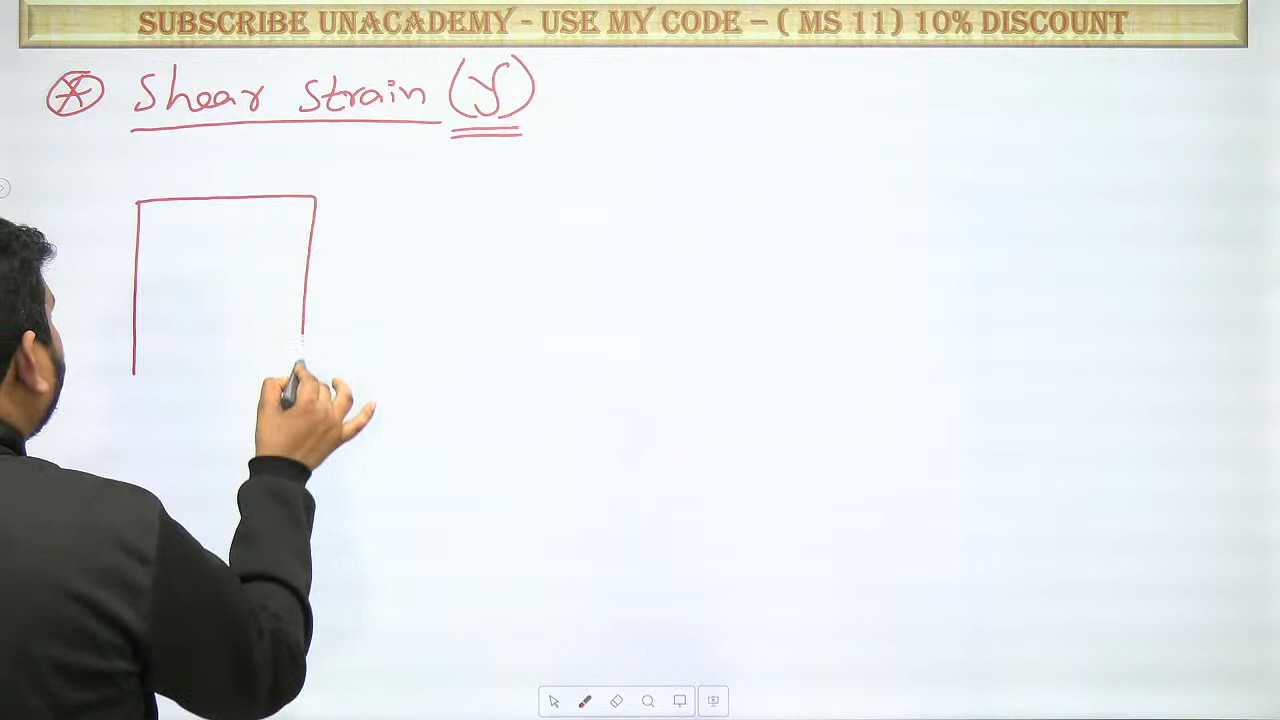 SUBSCRIBE UNACADEMY - USE MY CODE – ( MS 11) 10% DISCOUNT
Shear Strain (γ)